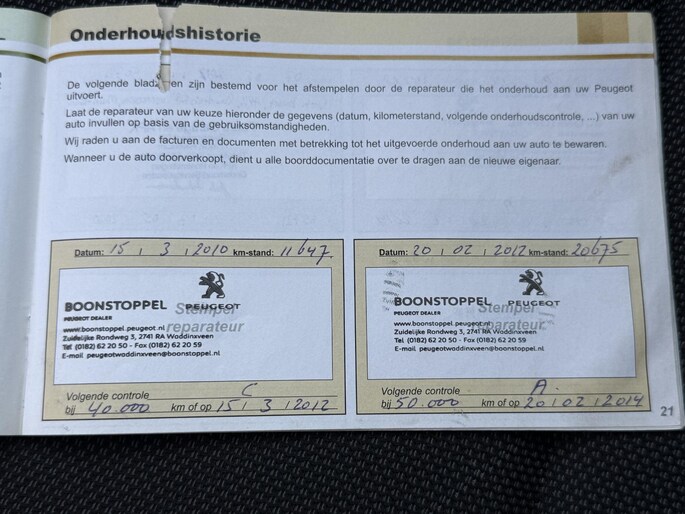 Onderhoudshistorie
De volgende bladzijden zijn bestemd voor het afstempelen door de reparateur die het onderhoud aan uw Peugeot
uitvoert.
Laat de reparateur van uw keuze hieronder de gegevens (datum, kilometerstand, volgende onderhoudscontrole, ...) van uw
auto invullen op basis van de gebruiksomstandigheden.
Wij raden u aan de facturen en documenten met betrekking tot het uitgevoerde onderhoud aan uw auto te bewaren.
Wanneer u de auto doorverkoopt, dient u alle boorddocumentatie over te dragen aan de nieuwe eigenaar.
Datum: 15 / 3 / 2010 km-stand: 11647
BOONSTOPPEL PEUGEOT
PEUGEOT DEALER
Stempel
reparateur
www.boonstoppel.peugeot.nl
Zuidelijke Rondweg 3, 2741 RA Waddinxveen
Tel (0182) 62 20 50 - Fax (0182) 62 20 59
E-mail peugeotwaddinxveen@boonstoppel.nl
Volgende controle C
bij 40.000 km of op 15 / 3 / 2012
Datum: 20 / 02 / 2012 km-stand: 20675
BOONSTOPPEL PEUGEOT
PEUGEOT DEALER
Stempel
reparateur
www.boonstoppel.peugeot.nl
Zuidelijke Rondweg 3, 2741 RA Waddinxveen
Tel (0182) 62 20 50 - Fax (0182) 62 20 59
E-mail peugeotwaddinxveen@boonstoppel.nl
Volgende controle A.
bij 50.000 km of op 20 / 02 / 2014
21